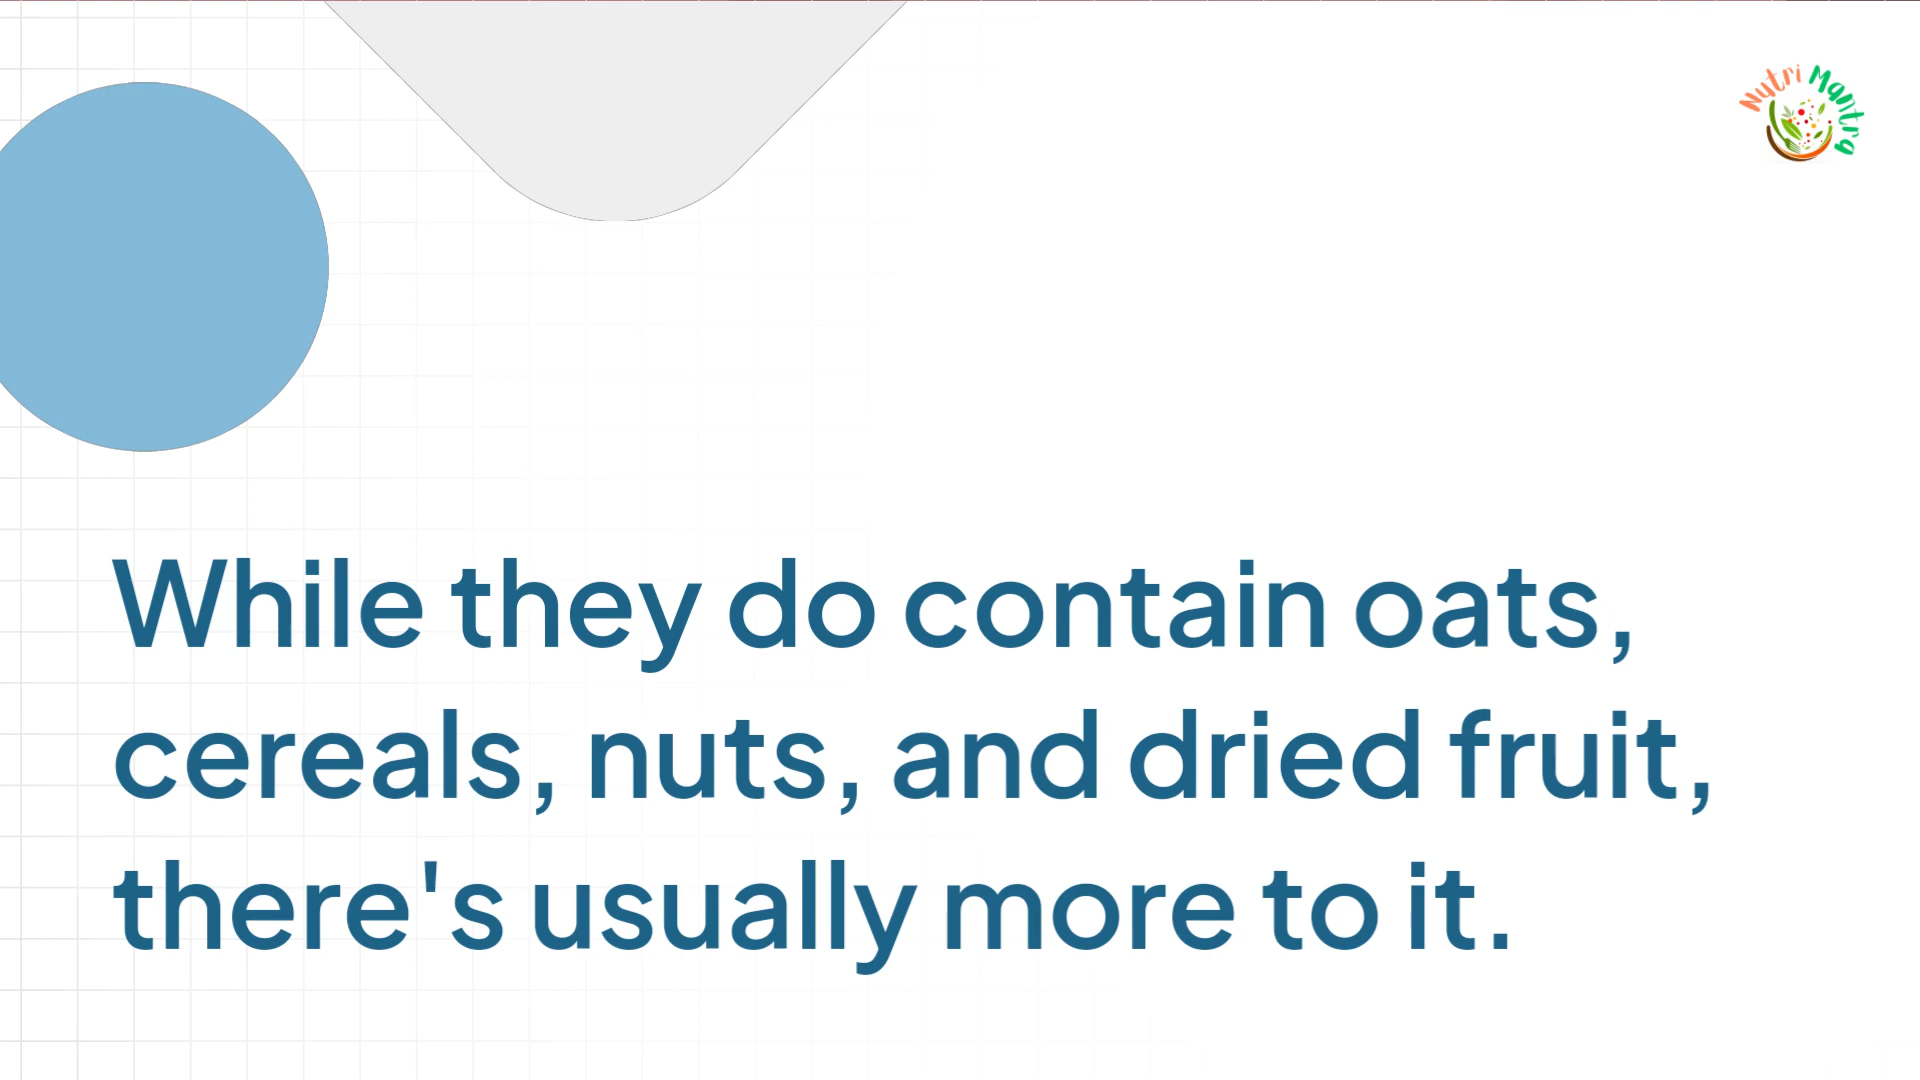 Nutri Mantra
While they do contain oats,
cereals, nuts, and dried fruit,
there's usually more to it.